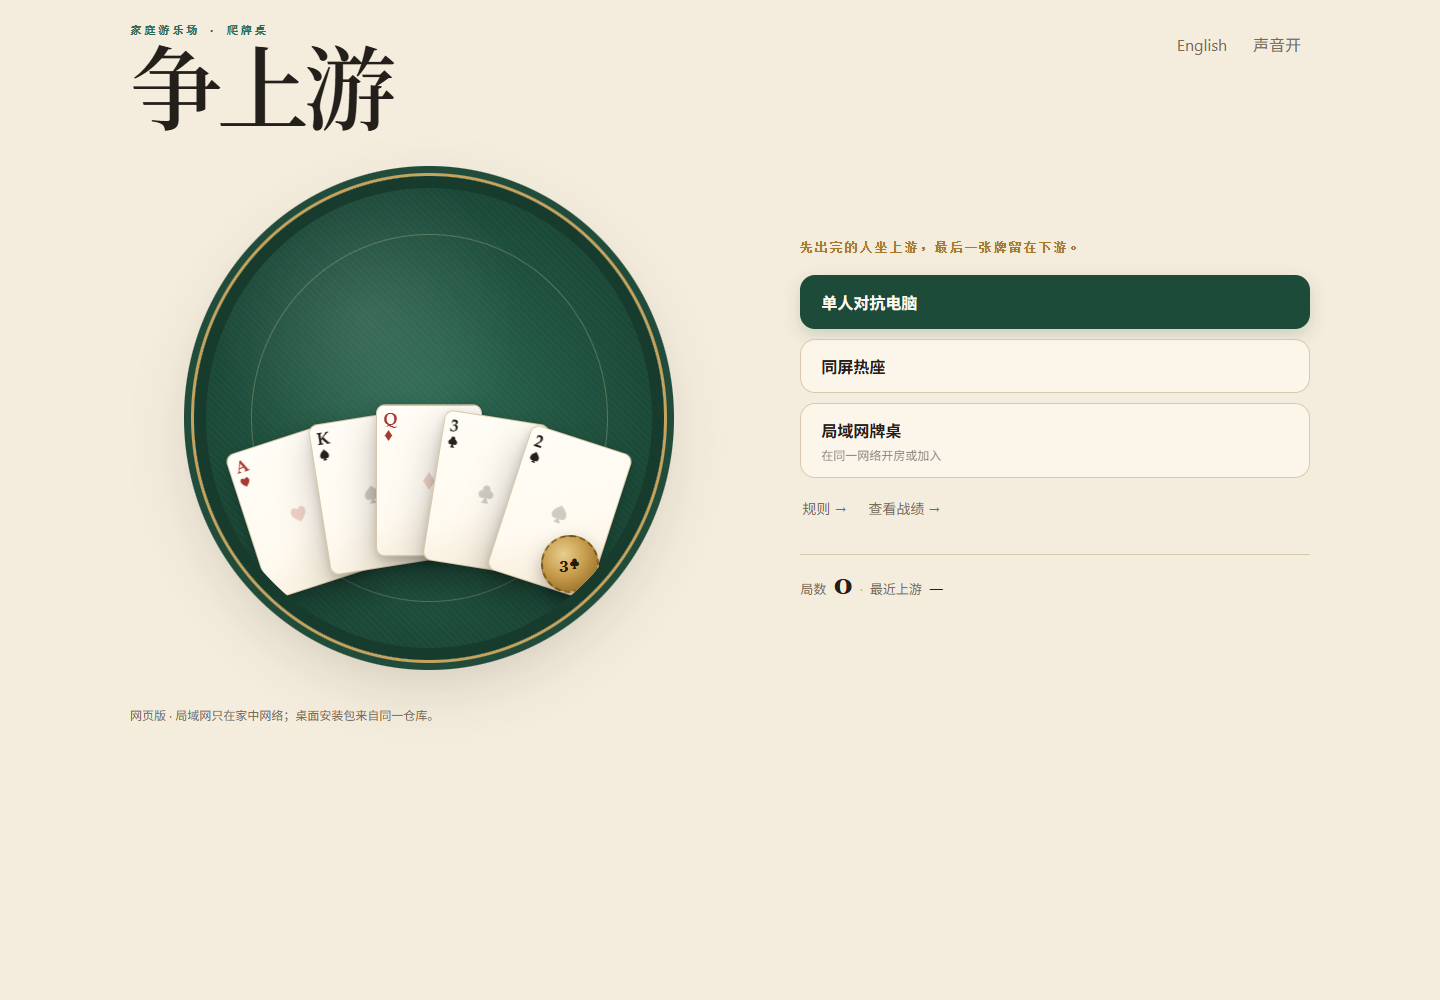 家庭游乐场 · 爬牌桌
争上游
English 声音开
A♥
K♠
Q♦
3♣
2♠
3♣
先出完的人坐上游，最后一张牌留在下游。
单人对抗电脑
同屏热座
局域网牌桌
在同一网络开房或加入
规则 → 查看战绩 →
局数 0 · 最近上游 —
网页版 · 局域网只在家中网络；桌面安装包来自同一仓库。